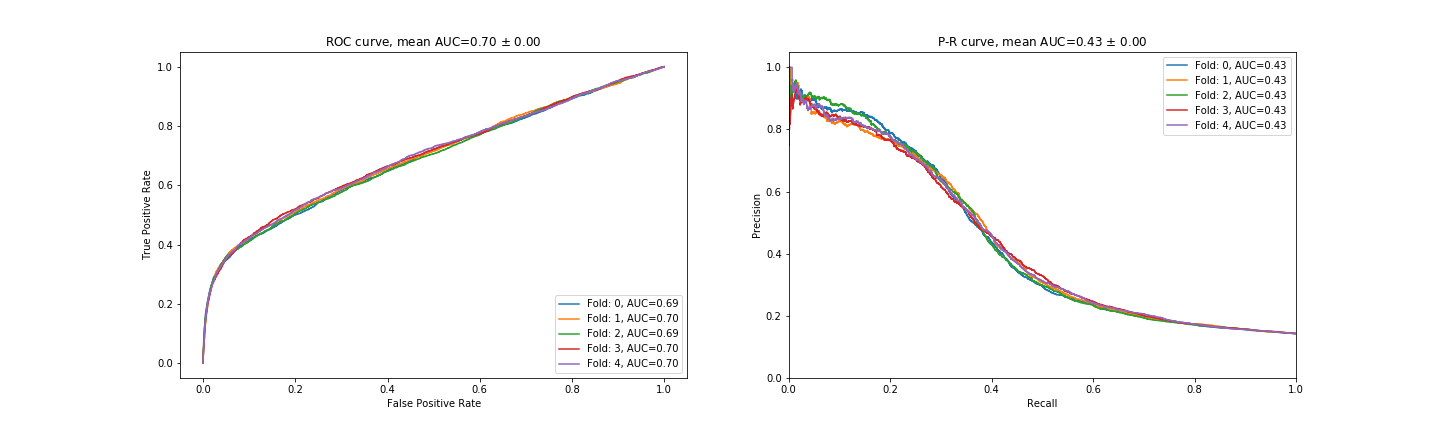 ROC curve, mean AUC=0.70 ± 0.00
True Positive Rate
1.0
0.8
0.6
0.4
0.2
0.0
0.0 0.2 0.4 0.6 0.8 1.0
False Positive Rate
Fold: 0, AUC=0.69
Fold: 1, AUC=0.70
Fold: 2, AUC=0.69
Fold: 3, AUC=0.70
Fold: 4, AUC=0.70
P-R curve, mean AUC=0.43 ± 0.00
Precision
1.0
0.8
0.6
0.4
0.2
0.0
0.0 0.2 0.4 0.6 0.8 1.0
Recall
Fold: 0, AUC=0.43
Fold: 1, AUC=0.43
Fold: 2, AUC=0.43
Fold: 3, AUC=0.43
Fold: 4, AUC=0.43